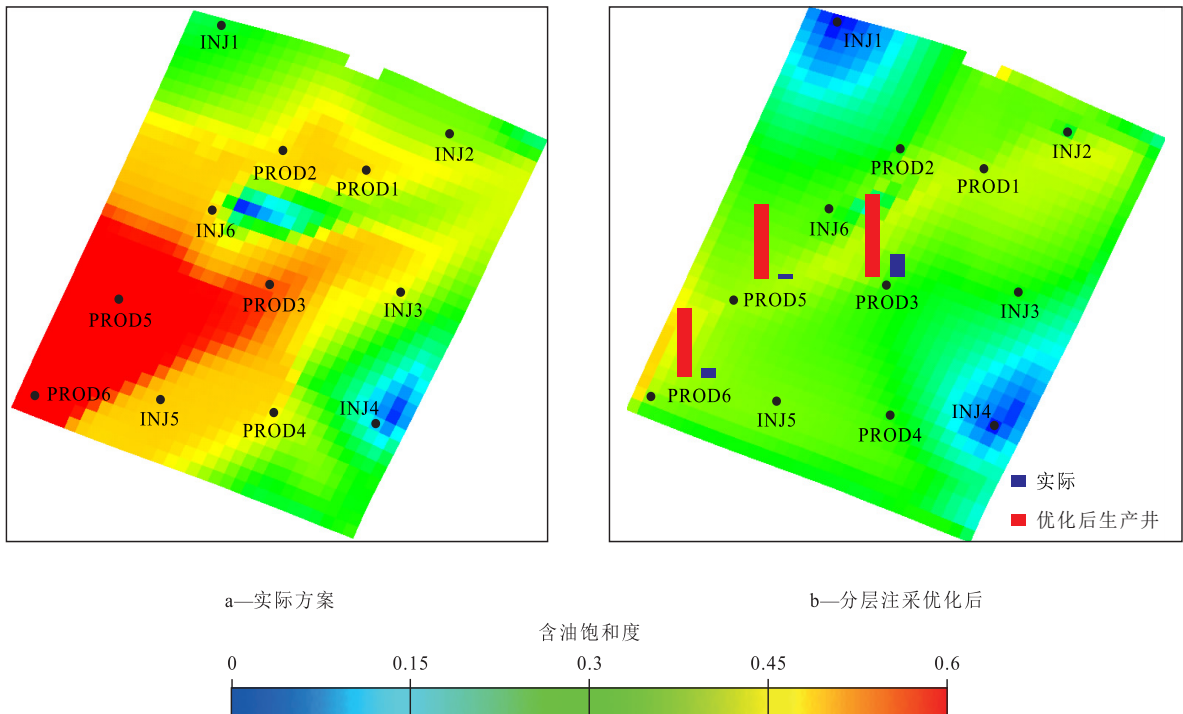 INJ1
INJ2
PROD2
PROD1
INJ6
PROD3
INJ3
PROD5
PROD6
INJ5
INJ4
PROD4
INJ1
INJ2
PROD2
PROD1
INJ6
PROD5
PROD3
INJ3
PROD6
INJ5
INJ4
PROD4
实际
优化后生产井
a—实际方案
b—分层注采优化后
含油饱和度
0 0.15 0.3 0.45 0.6